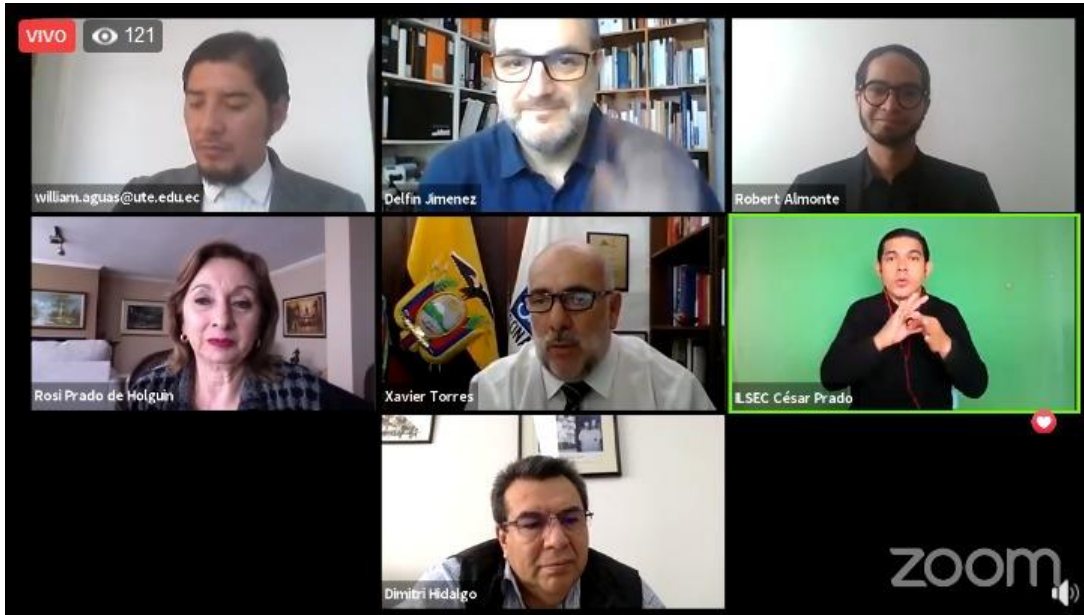 VIVO 121
william.aguas@ute.edu.ec
Delfin Jimenez
Robert Almonte
Rosi Prado de Holguin
Xavier Torres
ILSEC César Prado
Dimitri Hidalgo
zoom